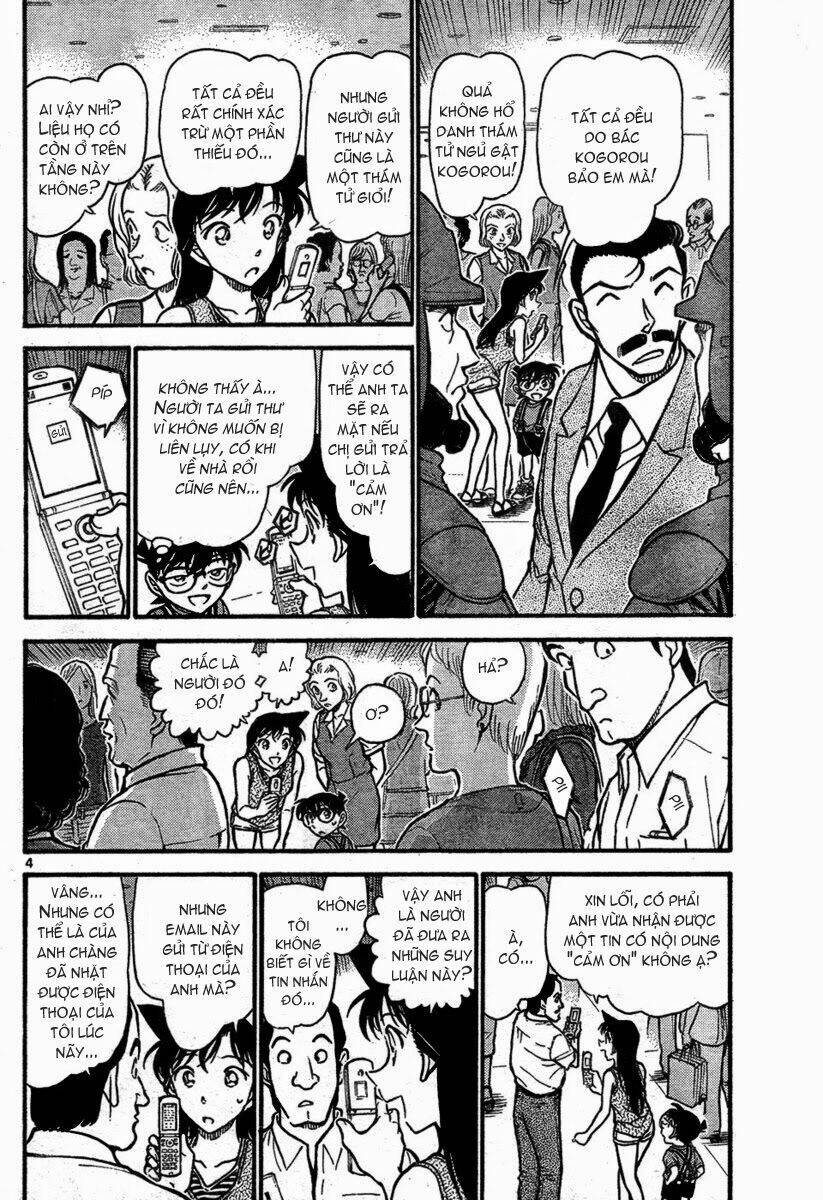 QUẢ
KHÔNG HỔ
DANH THÁM
TỬ NGỦ GẬT
KOGOROU!
TẤT CẢ ĐỀU
DO BÁC
KOGOROU
BẢO EM MÀ!
NHƯNG
NGƯỜI GỬI
THƯ NÀY
CŨNG LÀ
MỘT THÁM
TỬ GIỎI!
TẤT CẢ ĐỀU
RẤT CHÍNH XÁC
TRỪ MỘT PHẦN
THIẾU ĐÓ...
AI VẬY NHỈ?
LIỆU HỌ CÓ
CÒN Ở TRÊN
TẦNG NÀY
KHÔNG?
VẬY CÓ
THỂ ANH TA
SẼ RA
MẶT NẾU
CHỊ GỬI TRẢ
LỜI LÀ
"CẢM
ƠN"!
KHÔNG THẤY À...
NGƯỜI TA GỬI THƯ
VÌ KHÔNG MUỐN BỊ
LIÊN LỤY, CÓ KHI
VỀ NHÀ RỒI
CŨNG NÊN...
PÍP
GỬI
PII
PII
HẢ?
Ơ?
A!
CHẮC LÀ
NGƯỜI ĐÓ
ĐÓ!
4
XIN LỖI, CÓ PHẢI
ANH VỪA NHẬN ĐƯỢC
MỘT TIN CÓ NỘI DUNG
"CẢM ƠN" KHÔNG Ạ?
À,
CÓ...
VẬY ANH
LÀ NGƯỜI
ĐÃ ĐƯA RA
NHỮNG SUY
LUẬN NÀY?
KHÔNG
...
TÔI
KHÔNG
BIẾT GÌ VỀ
TIN NHẮN
ĐÓ...
NHƯNG
EMAIL NÀY
GỬI TỪ ĐIỆN
THOẠI CỦA
ANH MÀ?
VÂNG...
NHƯNG CÓ
THỂ LÀ CỦA
ANH CHÀNG
ĐÃ NHẶT
ĐƯỢC ĐIỆN
THOẠI CỦA
TÔI LÚC
NÃY...